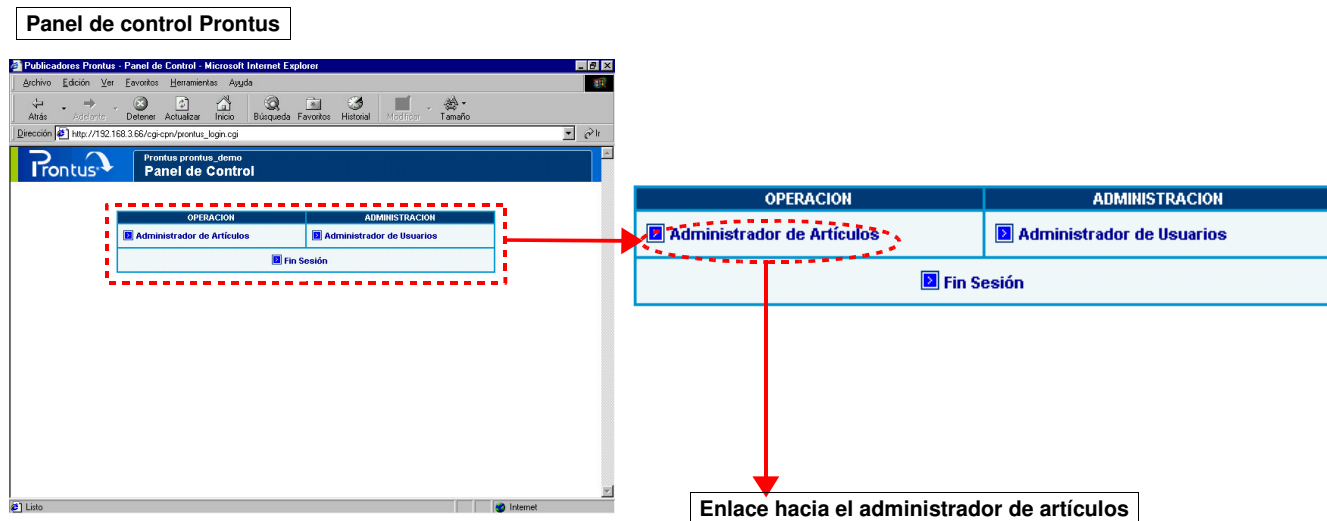 Panel de control Prontus
Publicadores Prontus - Panel de Control - Microsoft Internet Explorer
Archivo Edición Ver Favoritos Herramientas Ayuda
Atrás Adelante Detener Actualizar Inicio Búsqueda Favoritos Historial Modificar Tamaño
Dirección http://192.168.3.66/cgi-cpn/prontus_login.cgi Ir
Prontus
Prontus prontus_demo
Panel de Control
OPERACION ADMINISTRACION
Administrador de Artículos Administrador de Usuarios
Fin Sesión
OPERACION ADMINISTRACION
Administrador de Artículos Administrador de Usuarios
Fin Sesión
Listo Internet
Enlace hacia el administrador de artículos